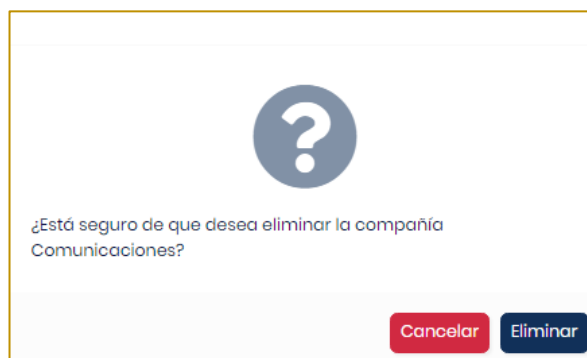 ¿Está seguro de que desea eliminar la compañía
Comunicaciones?
Cancelar Eliminar